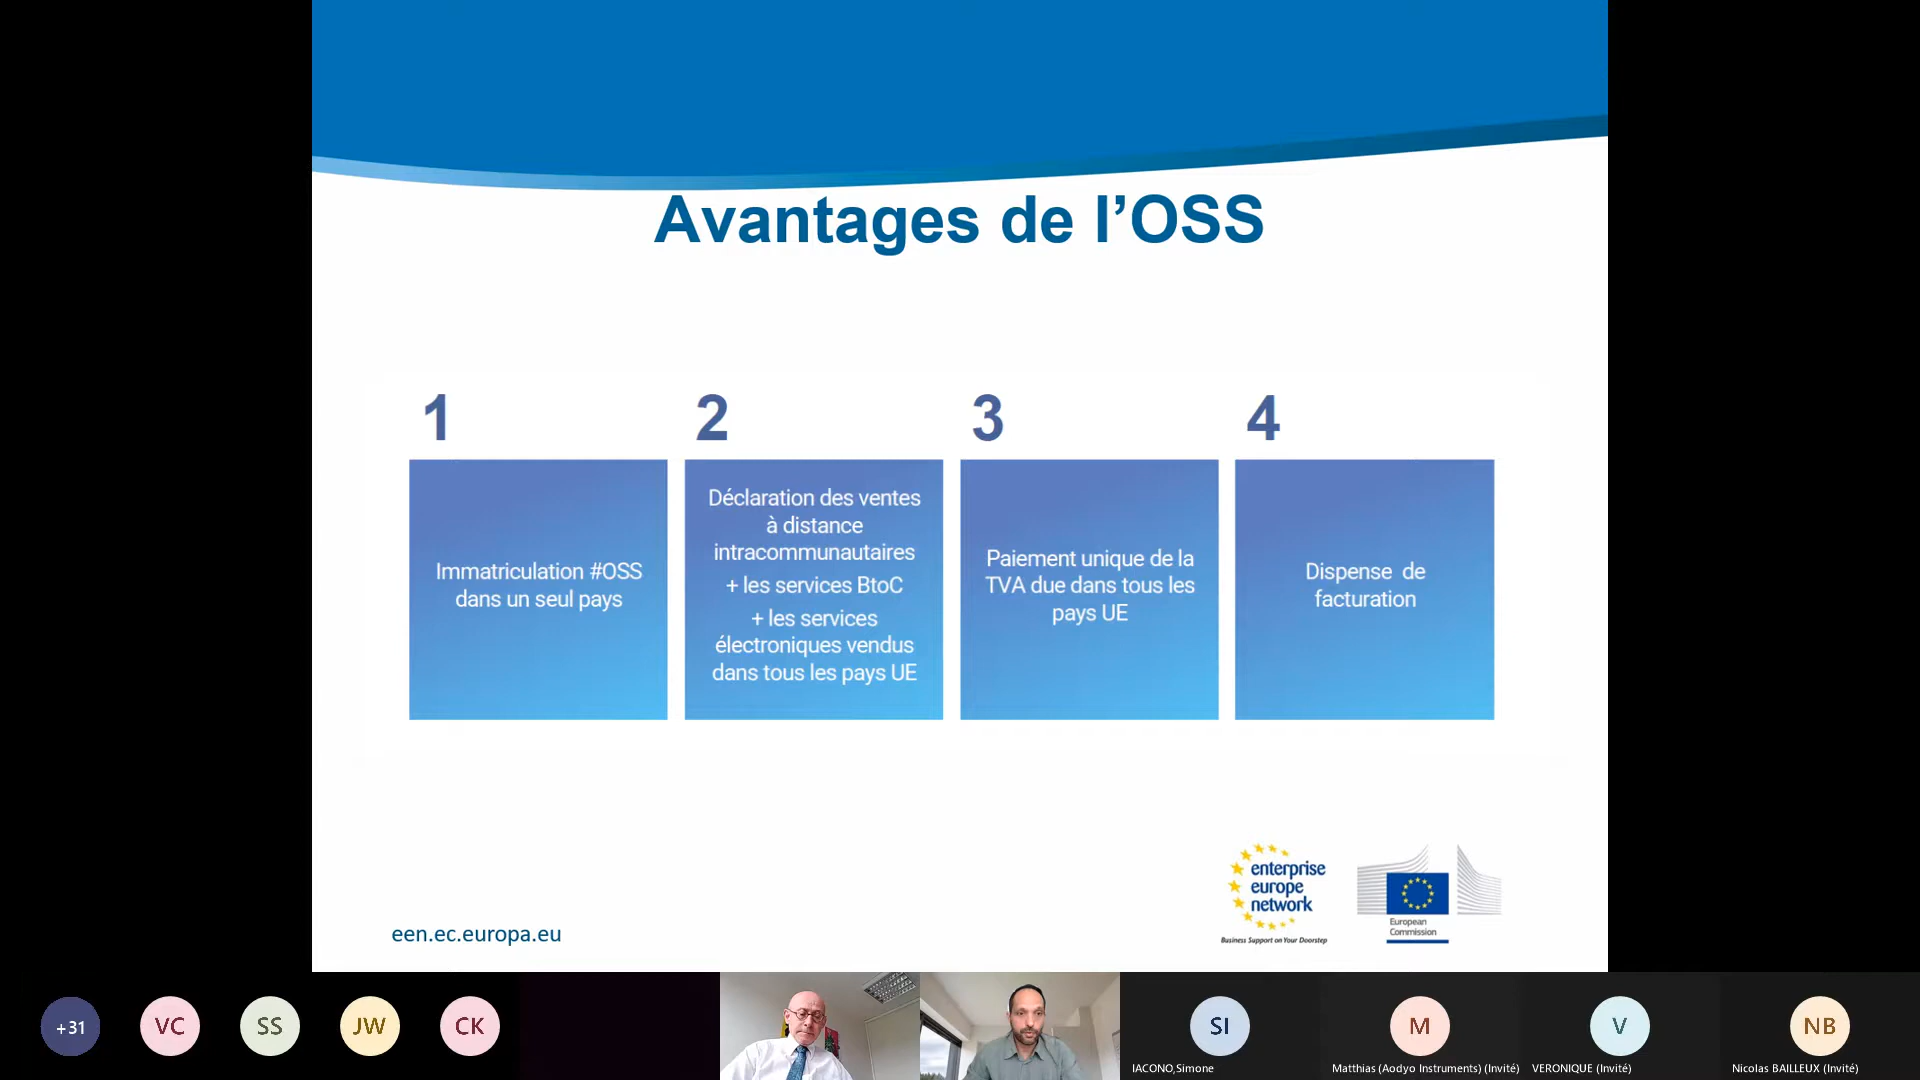 Avantages de l’OSS
1
Immatriculation #OSS
dans un seul pays
2
Déclaration des ventes
à distance
intracommunautaires
+ les services BtoC
+ les services
électroniques vendus
dans tous les pays UE
3
Paiement unique de la
TVA due dans tous les
pays UE
4
Dispense de
facturation
een.ec.europa.eu
enterprise
europe
network
Business Support on Your Doorstep
European
Commission
+31
VC
SS
JW
CK
SI
IACONO,Simone
M
Matthias (Aodyo Instruments) (Invité)
V
VERONIQUE (Invité)
NB
Nicolas BAILLEUX (Invité)